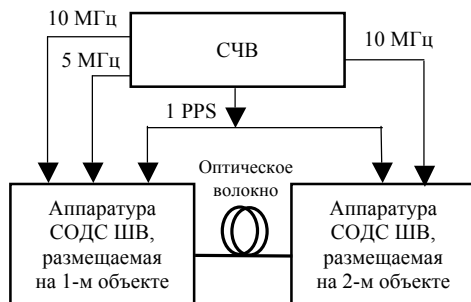 10 МГц
СЧВ
10 МГц
5 МГц
1 PPS
Оптическое
волокно
Аппаратура
СОДС ШВ,
размещаемая
на 1-м объекте
Аппаратура
СОДС ШВ,
размещаемая
на 2-м объекте